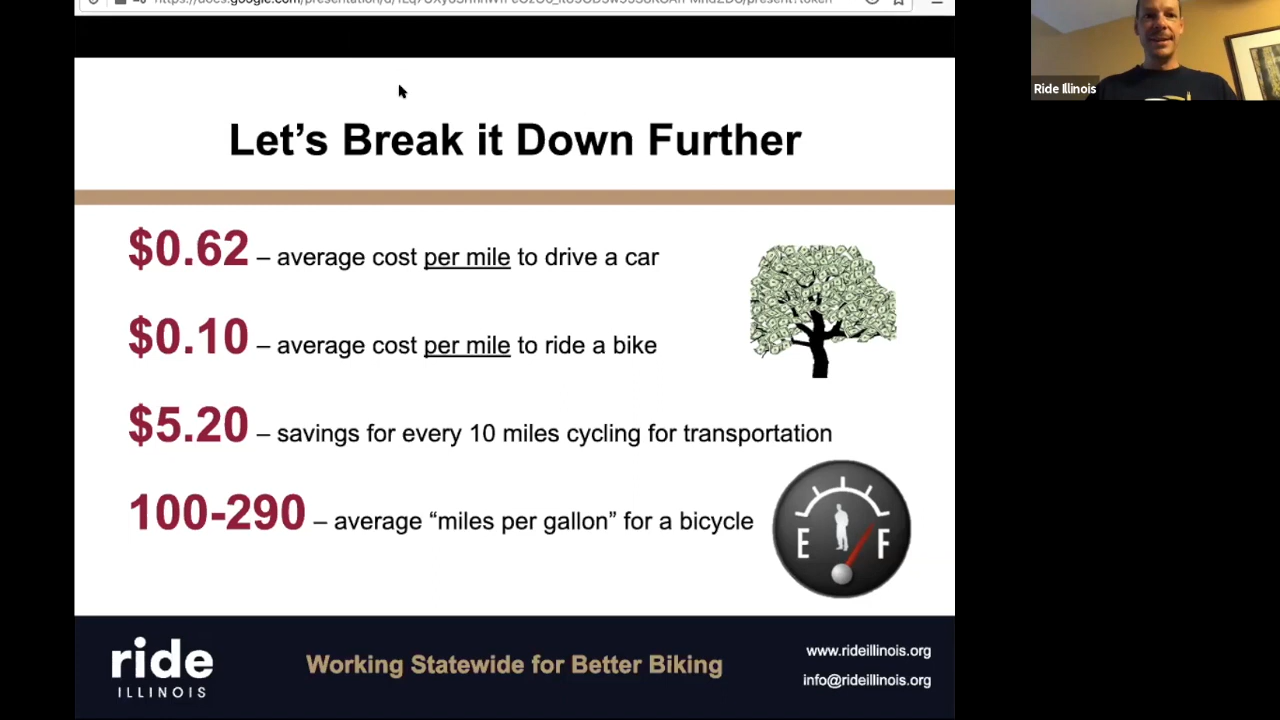 Ride Illinois
Let's Break it Down Further
$0.62 – average cost per mile to drive a car
$0.10 – average cost per mile to ride a bike
$5.20 – savings for every 10 miles cycling for transportation
100-290 – average “miles per gallon” for a bicycle
E F
ride
ILLINOIS
Working Statewide for Better Biking
www.rideillinois.org
info@rideillinois.org